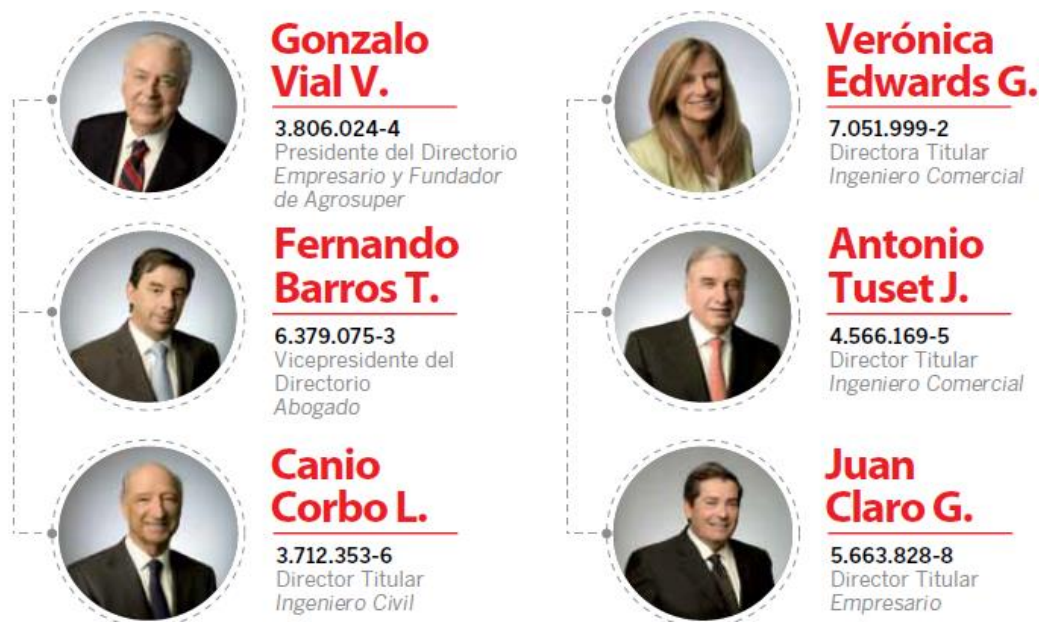 Gonzalo
Vial V.
3.806.024-4
Presidente del Directorio
Empresario y Fundador
de Agrosuper
Fernando
Barros T.
6.379.075-3
Vicepresidente del
Directorio
Abogado
Canio
Corbo L.
3.712.353-6
Director Titular
Ingeniero Civil
Verónica
Edwards G.
7.051.999-2
Directora Titular
Ingeniero Comercial
Antonio
Tuset J.
4.566.169-5
Director Titular
Ingeniero Comercial
Juan
Claro G.
5.663.828-8
Director Titular
Empresario